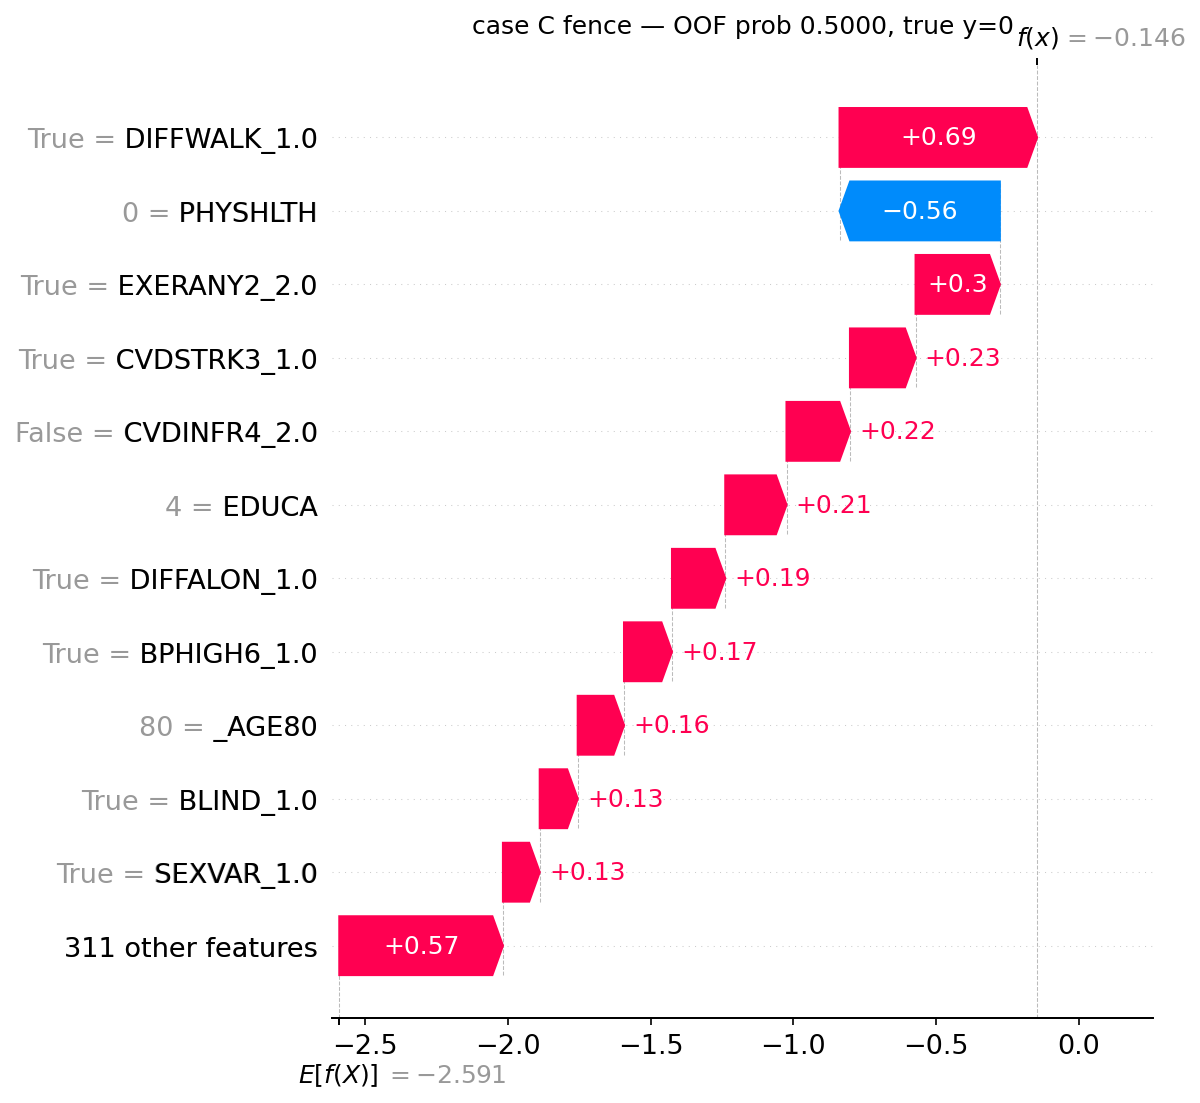 case C fence — OOF prob 0.5000, true y=0
f(x) = −0.146
True = DIFFWALK_1.0 +0.69
0 = PHYSHLTH −0.56
True = EXERANY2_2.0 +0.3
True = CVDSTRK3_1.0 +0.23
False = CVDINFR4_2.0 +0.22
4 = EDUCA +0.21
True = DIFFALON_1.0 +0.19
True = BPHIGH6_1.0 +0.17
80 = _AGE80 +0.16
True = BLIND_1.0 +0.13
True = SEXVAR_1.0 +0.13
311 other features +0.57
−2.5 −2.0 −1.5 −1.0 −0.5 0.0
E[f(X)] = −2.591